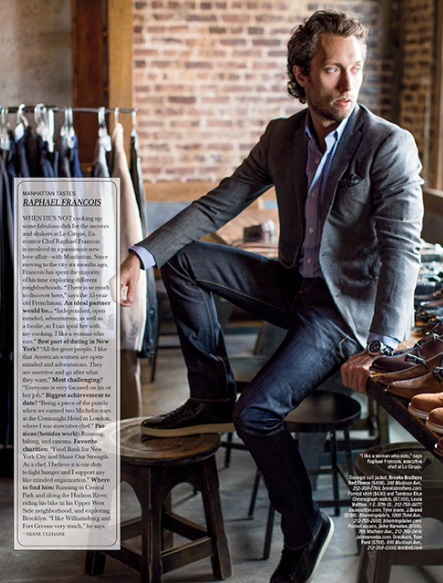 MANHATTAN TASTES
RAPHAEL FRANCOIS
WHEN HE'S NOT cooking up
some fabulous dish for the movers
and shakers at Le Cirque, Ex-
ecutive Chef Raphael Francois
is involved in a passionate new
love affair—with Manhattan. Since
moving to the city six months ago,
Francois has spent the majority
of his time exploring different
neighborhoods. "There is so much
to discover here," says the 35-year-
old Frenchman. An ideal partner
would be... "Independent, open
minded, adventurous, as well as
a foodie, so I can spoil her with
my cooking. I like a woman who
eats." Best part of dating in New
York? "All the great people. I like
that American women are open-
minded and adventurous. They
are assertive and go after what
they want." Most challenging?
"Everyone is very focused on his or
her job." Biggest achievement to
date? "Being a piece of the puzzle
when we earned two Michelin stars
at the Connaught Hotel in London,
where I was executive chef." Pas-
sions (besides work): Running,
biking, and cinema. Favorite
charities: "Food Bank for New
York City and Share Our Strength.
As a chef, I believe it is our duty
to fight hunger and support any
like minded organization." Where
to find him: Running in Central
Park and along the Hudson River,
riding his bike in his Upper West
Side neighborhood, and exploring
Brooklyn. "I like Williamsburg and
Fort Greene very much," he says.
—DIANE CLEHANE
"I like a woman who eats," says
Raphael Francois, executive
chef at Le Cirque.
Donegal suit jacket, Brooks Brothers
Red Fleece